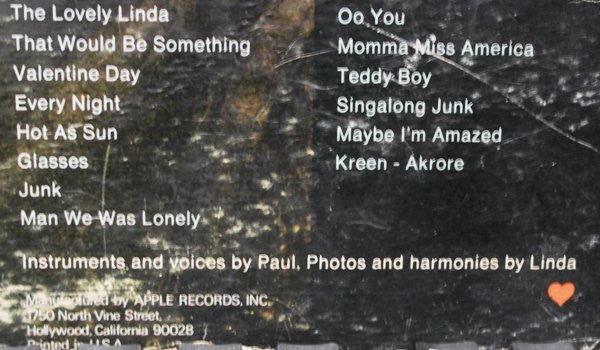 The Lovely Linda
That Would Be Something
Valentine Day
Every Night
Hot As Sun
Glasses
Junk
Man We Was Lonely
Oo You
Momma Miss America
Teddy Boy
Singalong Junk
Maybe I'm Amazed
Kreen - Akrore
Instruments and voices by Paul, Photos and harmonies by Linda
Manufactured by APPLE RECORDS, INC.
1750 North Vine Street,
Hollywood, California 90028
Printed in U.S.A.